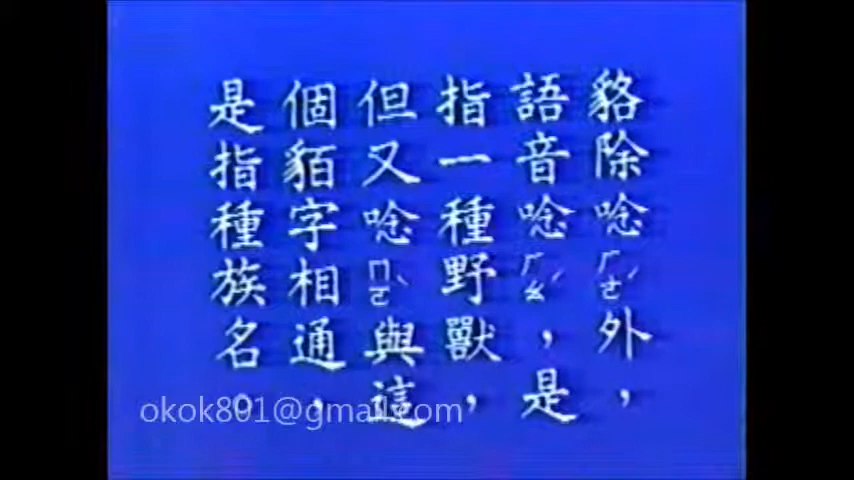 貉除唸ㄏㄜˊ外，
語音唸ㄏㄠˊ，是
指一種野獸，
但又唸ㄇㄛˋ與這
個貊字相通，
是指種族名。
okok801@gmail.com